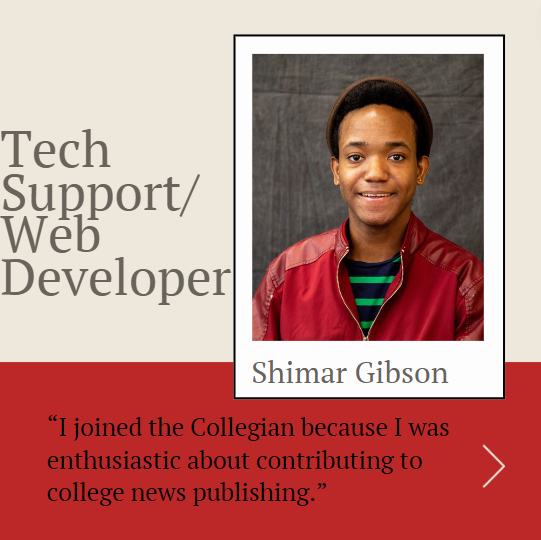 Tech
Support/
Web
Developer
Shimar Gibson
“I joined the Collegian because I was
enthusiastic about contributing to
college news publishing.”